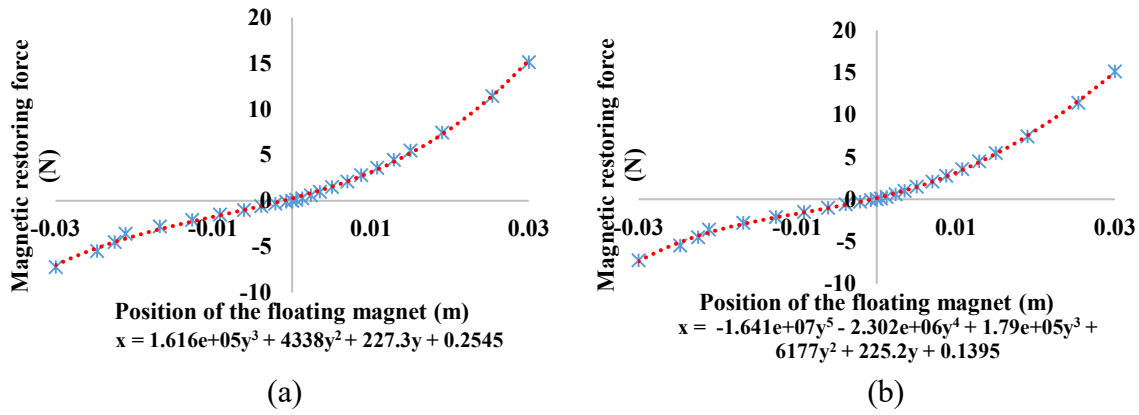 Magnetic restoring force
(N)
20
15
10
5
0
-5
-10
-0.03
-0.01
0.01
0.03
Position of the floating magnet (m)
x = 1.616e+05y³ + 4338y² + 227.3y + 0.2545
(a)
Magnetic restoring force
(N)
20
15
10
5
0
-5
-10
-0.03
-0.01
0.01
0.03
Position of the floating magnet (m)
x = -1.641e+07y⁵ - 2.302e+06y⁴ + 1.79e+05y³ +
6177y² + 225.2y + 0.1395
(b)